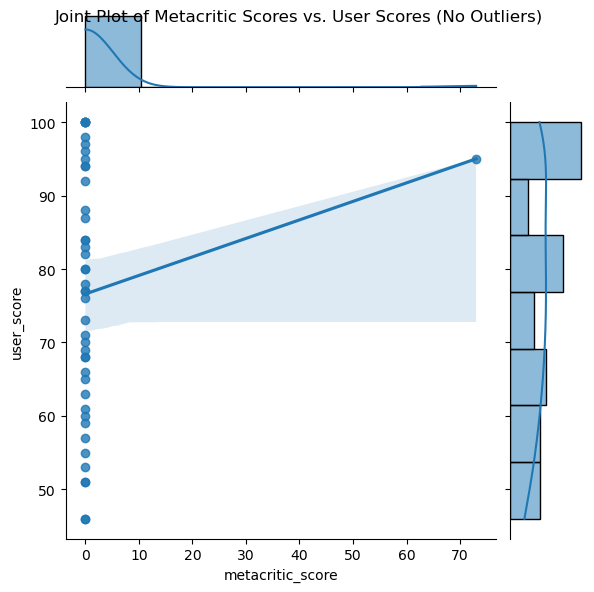 Joint Plot of Metacritic Scores vs. User Scores (No Outliers)
100
90
80
70
60
50
user_score
0 10 20 30 40 50 60 70
metacritic_score